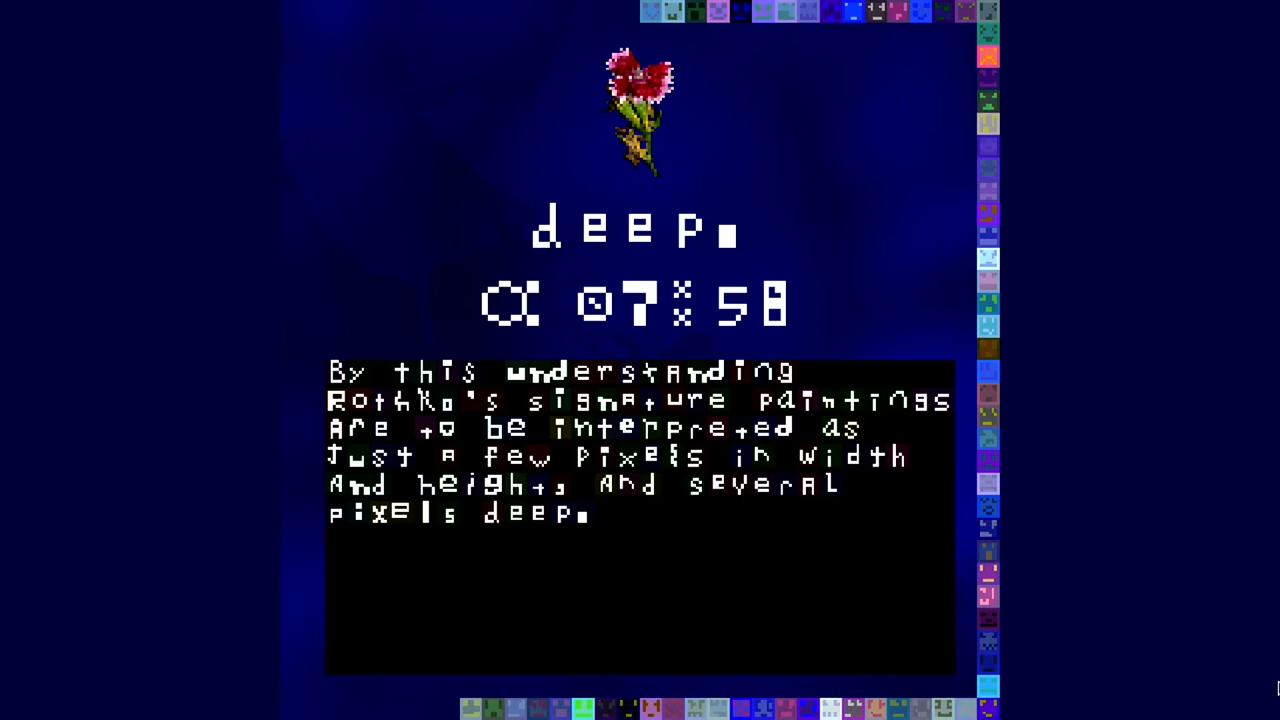 deep.
α 07:58
By this understanding
Rothko's signature paintings
Are to be interpreted as
Just a few pixels in width
And height, and several
pixels deep.